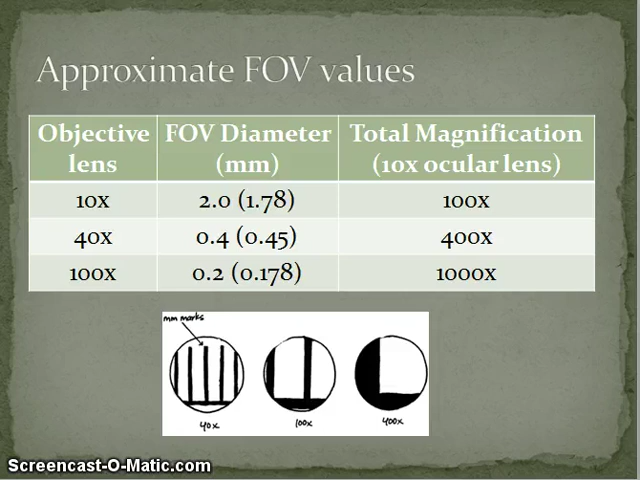 Approximate FOV values
Objective lens FOV Diameter (mm) Total Magnification (10x ocular lens)
10x 2.0 (1.78) 100x
40x 0.4 (0.45) 400x
100x 0.2 (0.178) 1000x
mm marks
40x 100x 400x
Screencast-O-Matic.com